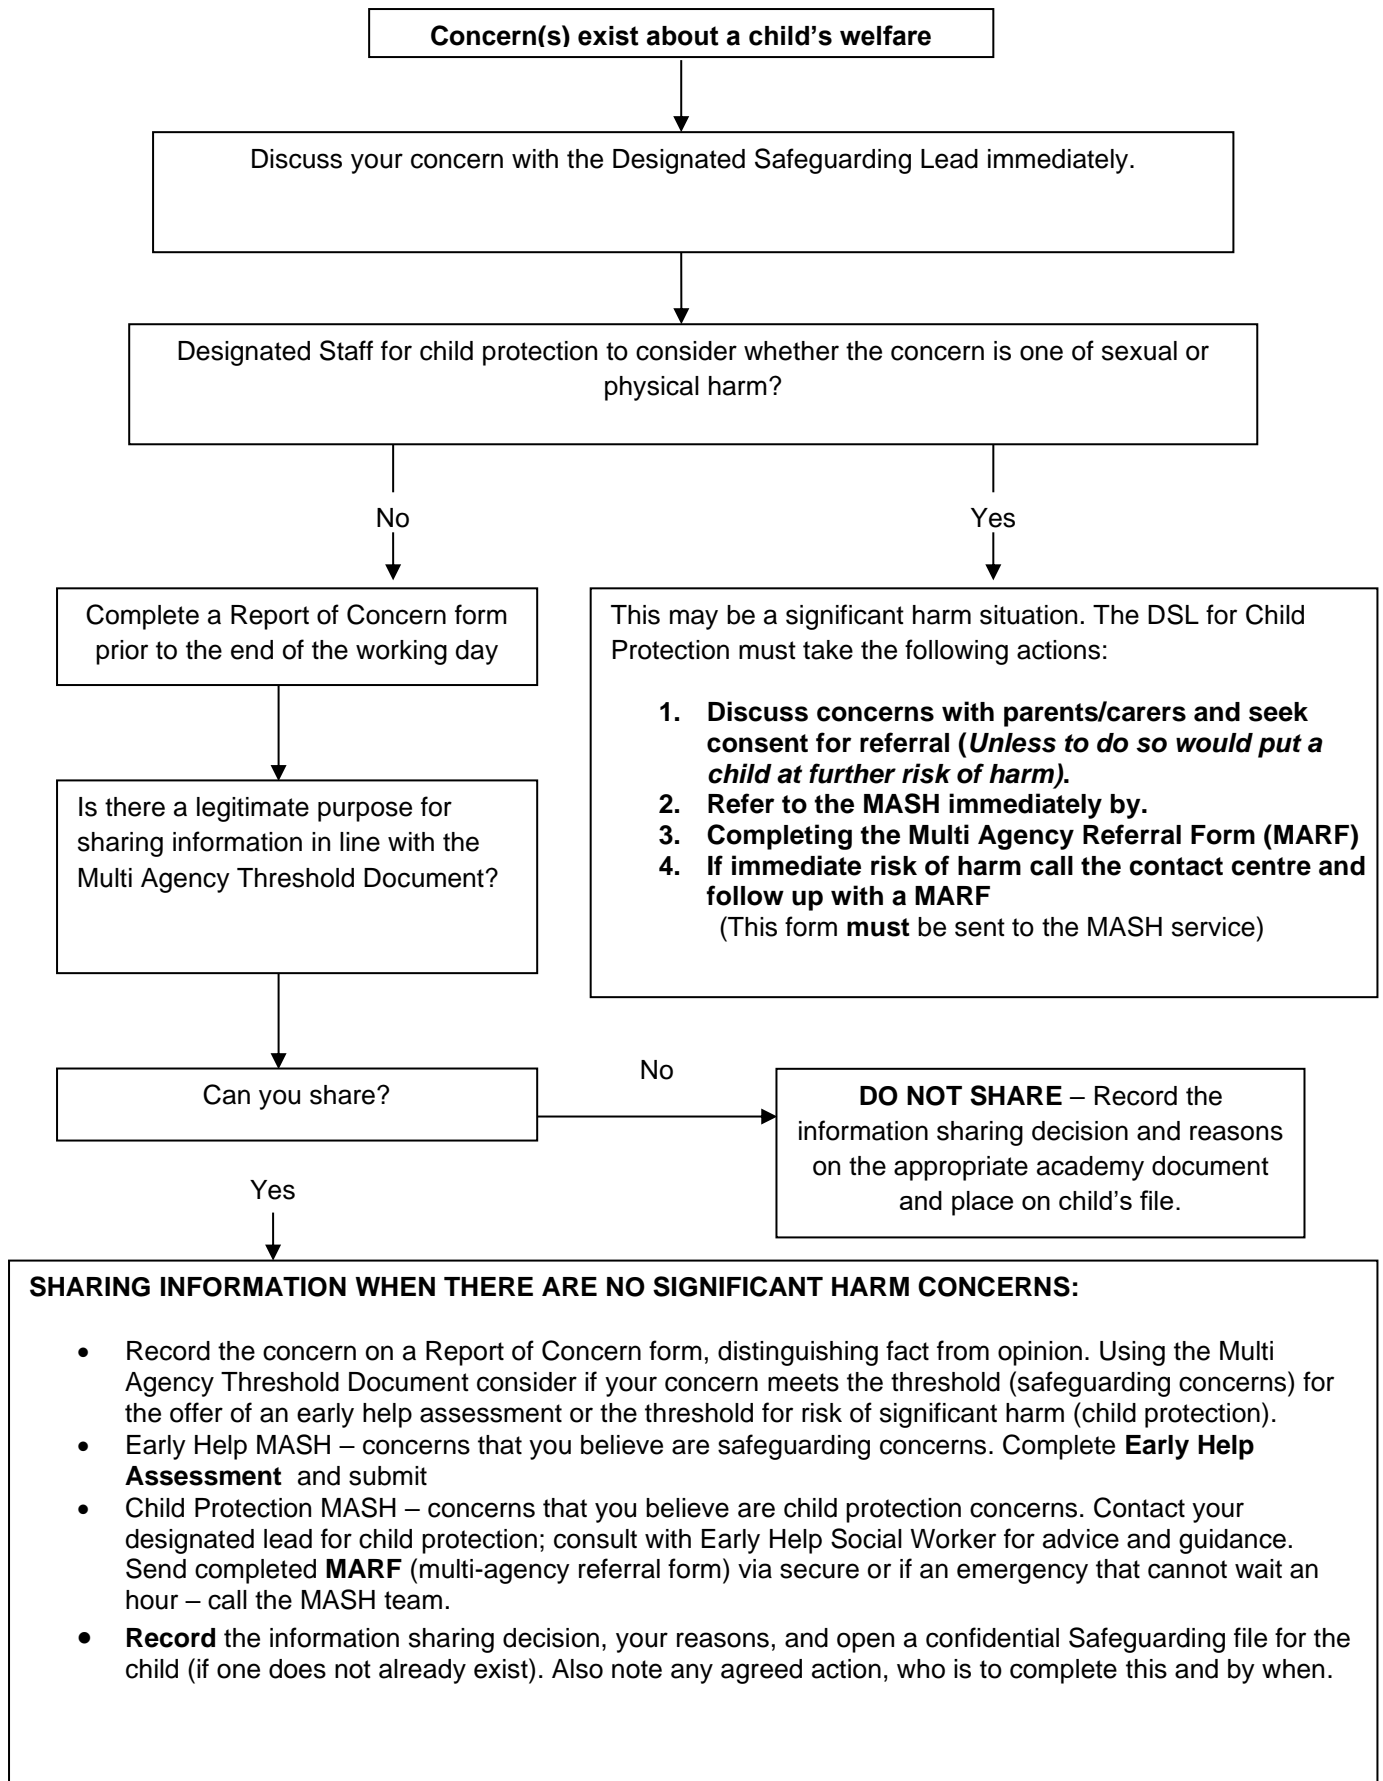 Concern(s) exist about a child’s welfare
Discuss your concern with the Designated Safeguarding Lead immediately.
Designated Staff for child protection to consider whether the concern is one of sexual or
physical harm?
No
Yes
Complete a Report of Concern form
prior to the end of the working day
This may be a significant harm situation. The DSL for Child
Protection must take the following actions:
1. Discuss concerns with parents/carers and seek
consent for referral (Unless to do so would put a
child at further risk of harm).
2. Refer to the MASH immediately by.
3. Completing the Multi Agency Referral Form (MARF)
4. If immediate risk of harm call the contact centre and
follow up with a MARF
(This form must be sent to the MASH service)
Is there a legitimate purpose for
sharing information in line with the
Multi Agency Threshold Document?
Can you share?
No
DO NOT SHARE – Record the
information sharing decision and reasons
on the appropriate academy document
and place on child’s file.
Yes
SHARING INFORMATION WHEN THERE ARE NO SIGNIFICANT HARM CONCERNS:
• Record the concern on a Report of Concern form, distinguishing fact from opinion. Using the Multi
Agency Threshold Document consider if your concern meets the threshold (safeguarding concerns) for
the offer of an early help assessment or the threshold for risk of significant harm (child protection).
• Early Help MASH – concerns that you believe are safeguarding concerns. Complete Early Help
Assessment and submit
• Child Protection MASH – concerns that you believe are child protection concerns. Contact your
designated lead for child protection; consult with Early Help Social Worker for advice and guidance.
Send completed MARF (multi-agency referral form) via secure or if an emergency that cannot wait an
hour – call the MASH team.
• Record the information sharing decision, your reasons, and open a confidential Safeguarding file for the
child (if one does not already exist). Also note any agreed action, who is to complete this and by when.